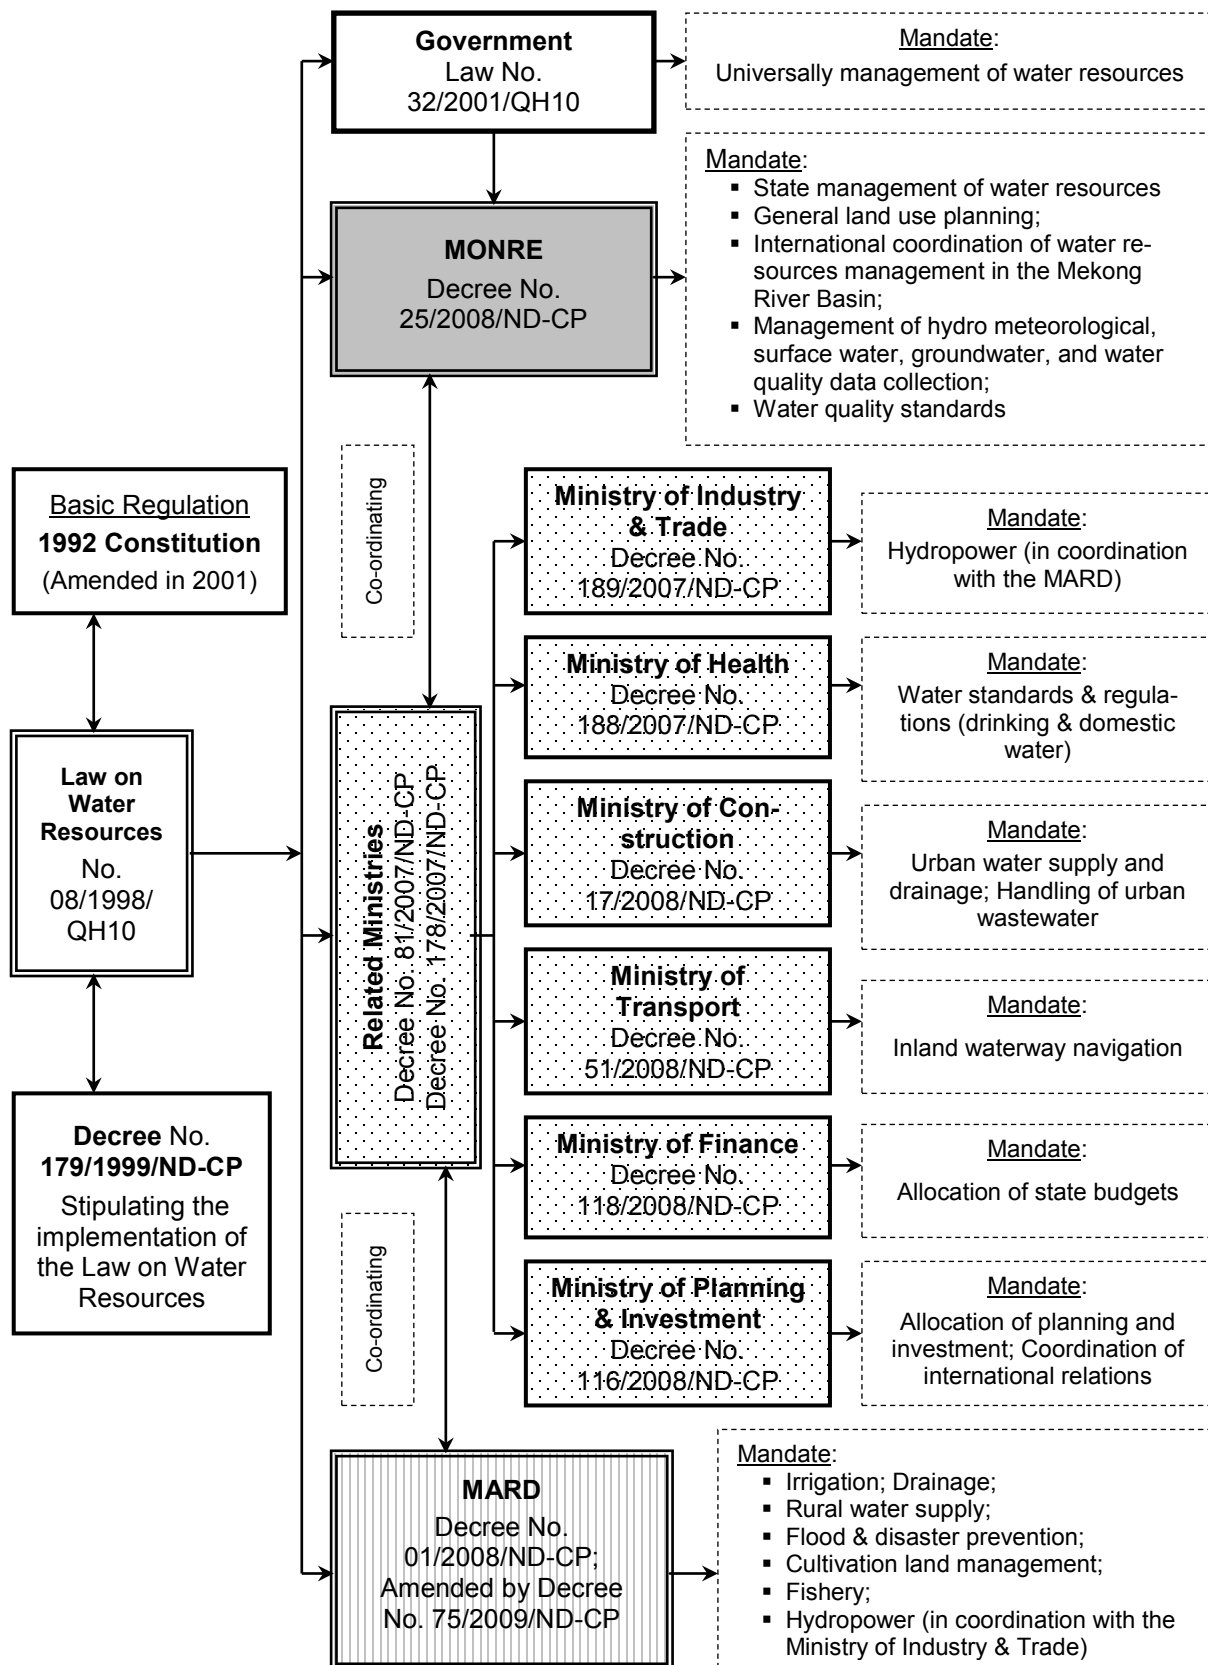 Government
Law No.
32/2001/QH10
Mandate:
Universally management of water resources
MONRE
Decree No.
25/2008/ND-CP
Mandate:
▪ State management of water resources
▪ General land use planning;
▪ International coordination of water re-
sources management in the Mekong
River Basin;
▪ Management of hydro meteorological,
surface water, groundwater, and water
quality data collection;
▪ Water quality standards
Co-ordinating
Basic Regulation
1992 Constitution
(Amended in 2001)
Law on
Water
Resources
No.
08/1998/
QH10
Decree No.
179/1999/ND-CP
Stipulating the
implementation of
the Law on Water
Resources
Related Ministries
Decree No. 81/2007/ND-CP
Decree No. 178/2007/ND-CP
Ministry of Industry
& Trade
Decree No.
189/2007/ND-CP
Mandate:
Hydropower (in coordination
with the MARD)
Ministry of Health
Decree No.
188/2007/ND-CP
Mandate:
Water standards & regula-
tions (drinking & domestic
water)
Ministry of Con-
struction
Decree No.
17/2008/ND-CP
Mandate:
Urban water supply and
drainage; Handling of urban
wastewater
Ministry of
Transport
Decree No.
51/2008/ND-CP
Mandate:
Inland waterway navigation
Ministry of Finance
Decree No.
118/2008/ND-CP
Mandate:
Allocation of state budgets
Ministry of Planning
& Investment
Decree No.
116/2008/ND-CP
Mandate:
Allocation of planning and
investment; Coordination of
international relations
Co-ordinating
MARD
Decree No.
01/2008/ND-CP;
Amended by Decree
No. 75/2009/ND-CP
Mandate:
▪ Irrigation; Drainage;
▪ Rural water supply;
▪ Flood & disaster prevention;
▪ Cultivation land management;
▪ Fishery;
▪ Hydropower (in coordination with the
Ministry of Industry & Trade)